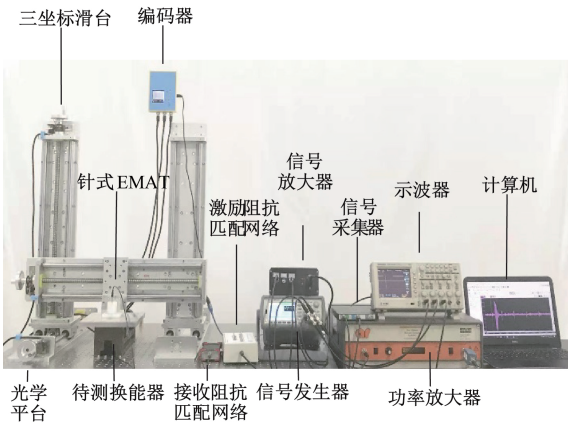 三坐标滑台
编码器
针式EMAT
激励阻抗
匹配网络
信号
放大器
信号
采集器
示波器
计算机
光学
平台
待测换能器
接收阻抗
匹配网络
信号发生器
功率放大器